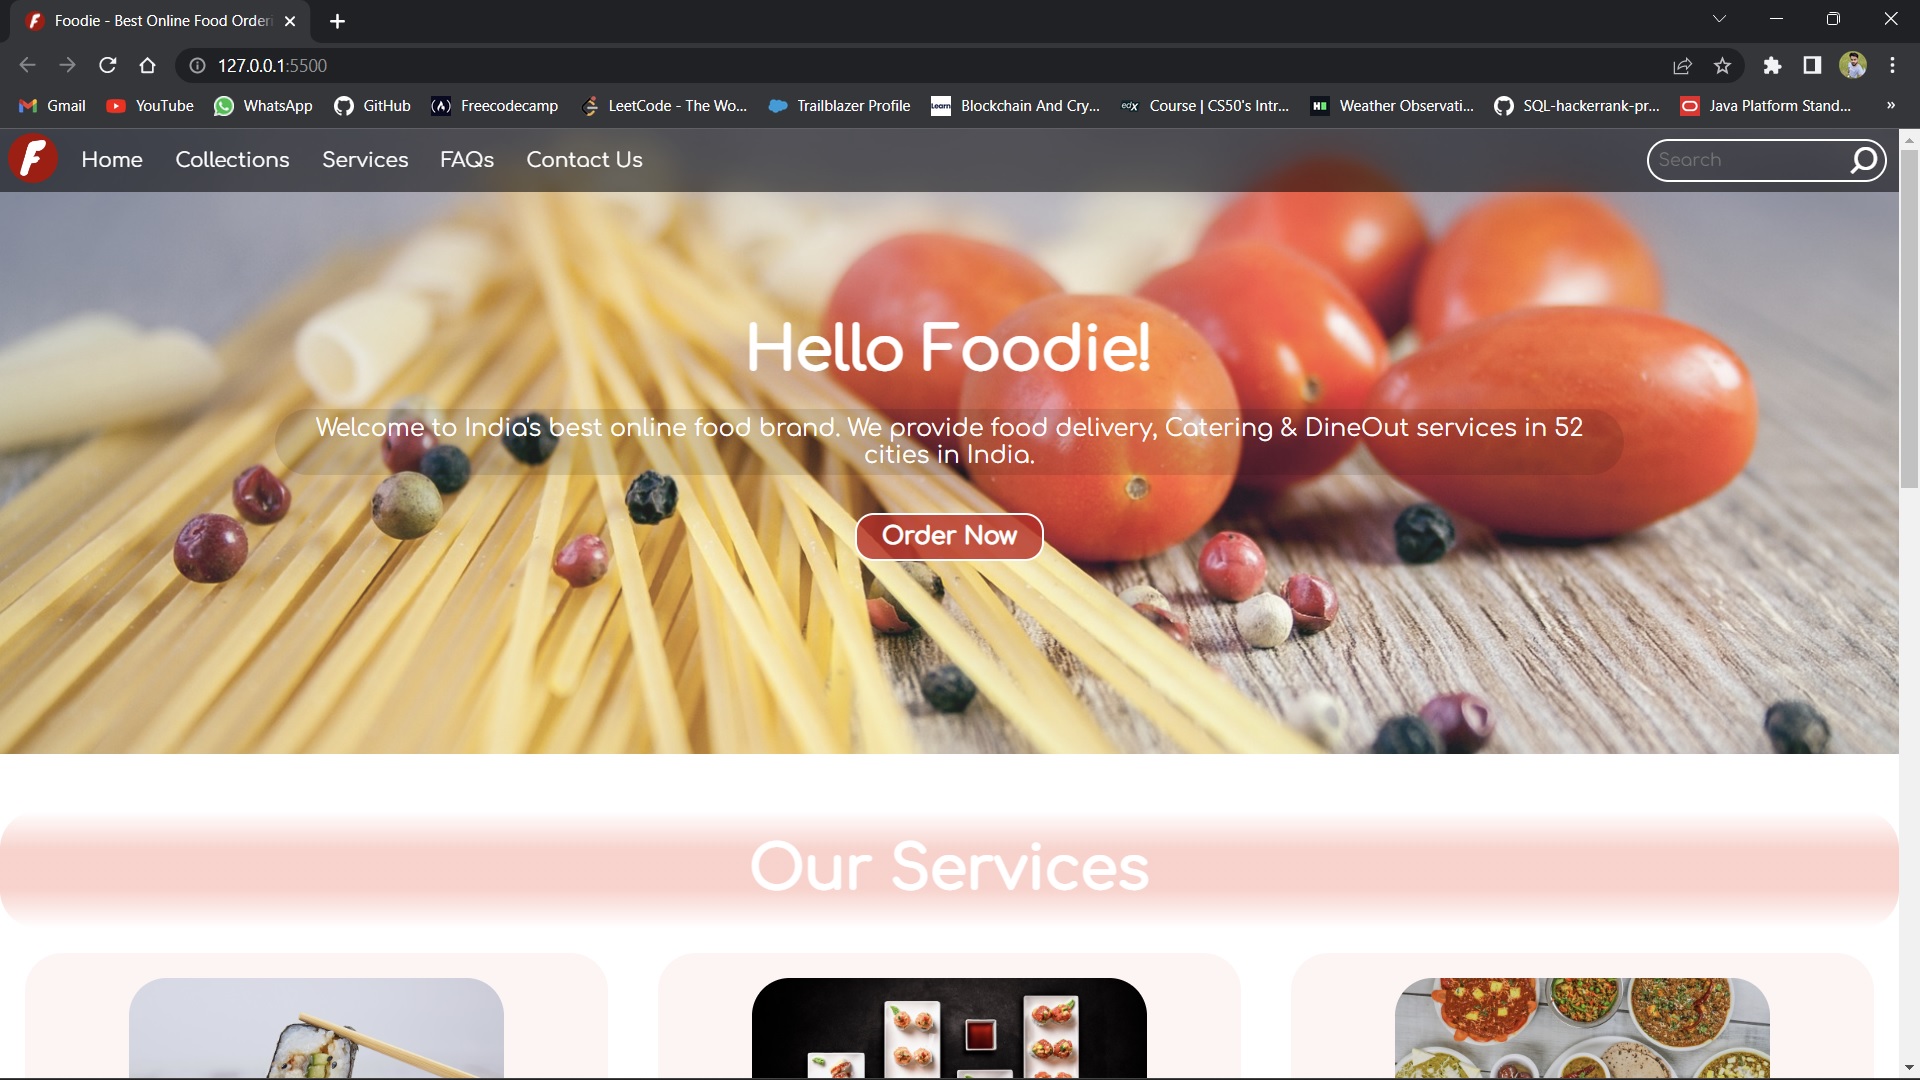 Foodie - Best Online Food Orderi
127.0.0.1:5500
Gmail
YouTube
WhatsApp
GitHub
Freecodecamp
LeetCode - The Wo...
Trailblazer Profile
Learn
Blockchain And Cry...
edX
Course | CS50's Intr...
H
Weather Observati...
SQL-hackerrank-pr...
Java Platform Stand...
»
F
Home
Collections
Services
FAQs
Contact Us
Search
Hello Foodie!
Welcome to India's best online food brand. We provide food delivery, Catering & DineOut services in 52
cities in India.
Order Now
Our Services